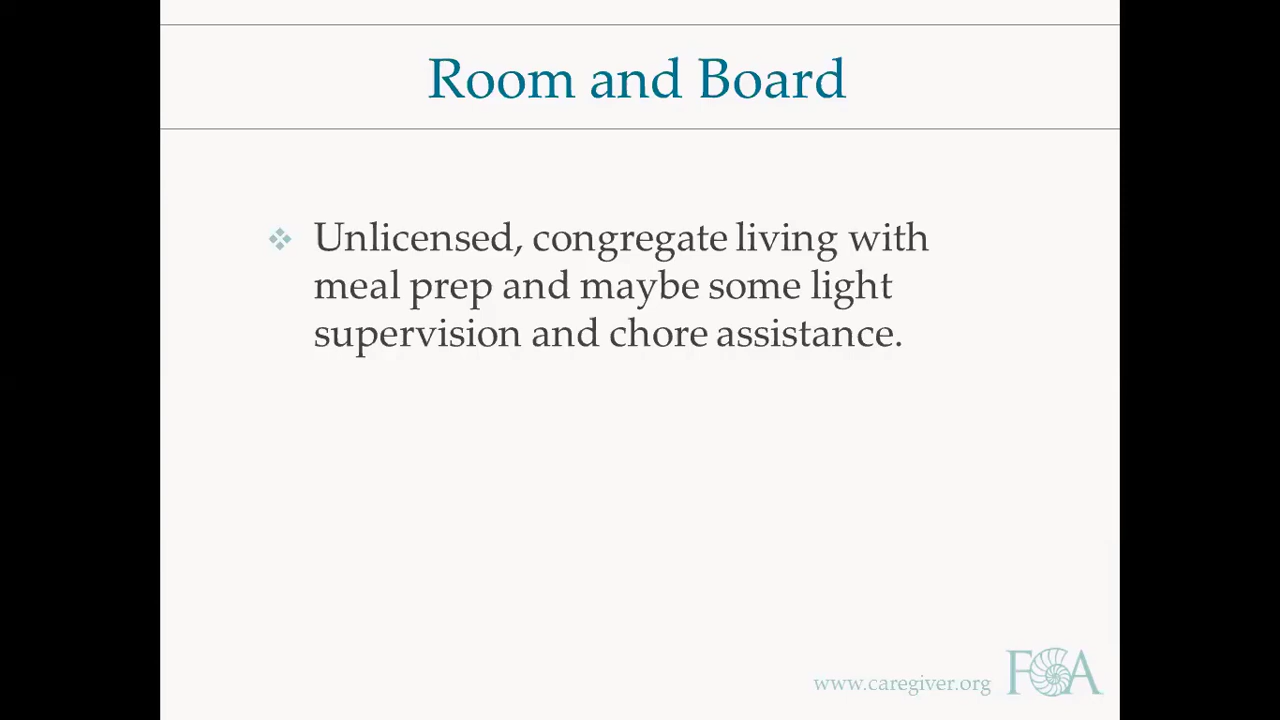 Room and Board
Unlicensed, congregate living with
meal prep and maybe some light
supervision and chore assistance.
www.caregiver.org FCA